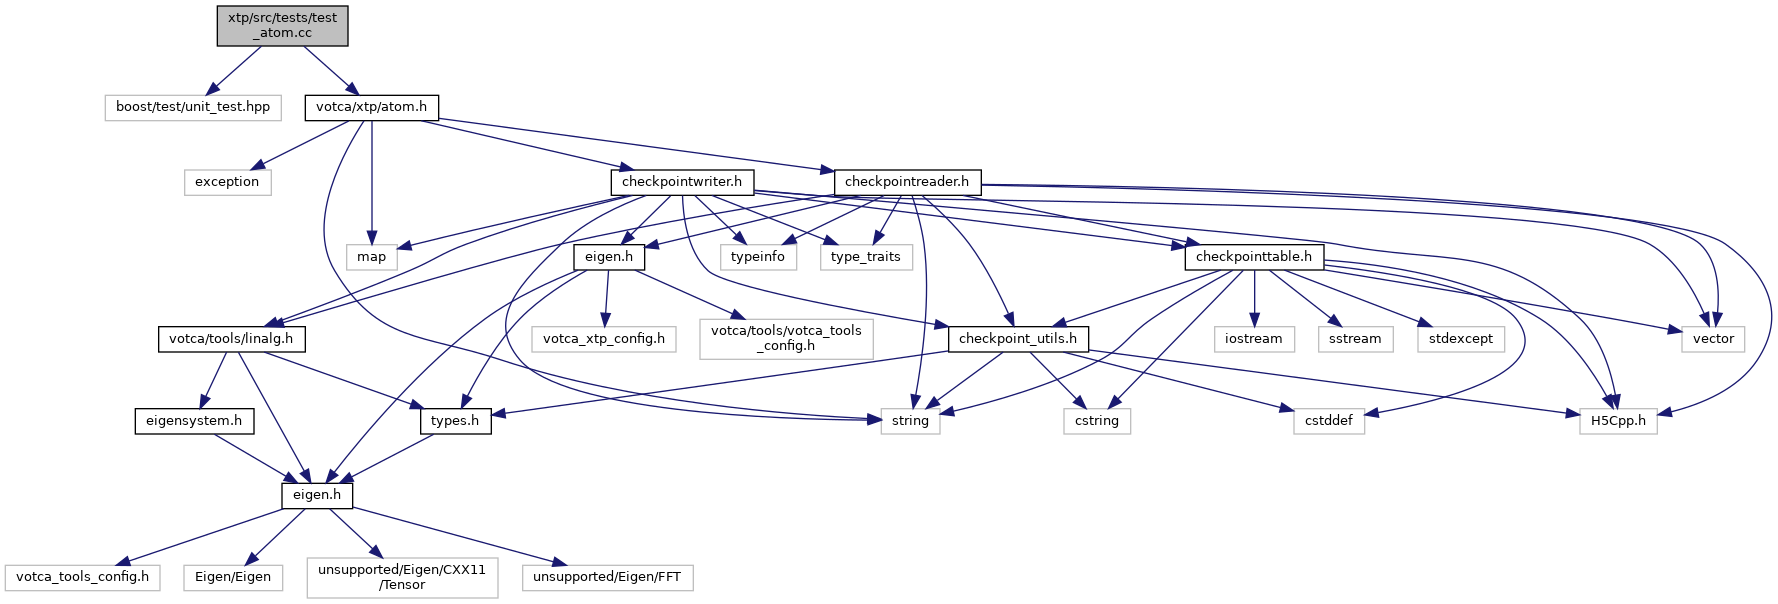 xtp/src/tests/test
_atom.cc
boost/test/unit_test.hpp
votca/xtp/atom.h
exception
checkpointwriter.h
checkpointreader.h
map
eigen.h
typeinfo
type_traits
checkpointtable.h
votca/tools/linalg.h
votca_xtp_config.h
votca/tools/votca_tools
_config.h
checkpoint_utils.h
iostream
sstream
stdexcept
vector
eigensystem.h
types.h
string
cstring
cstddef
H5Cpp.h
eigen.h
votca_tools_config.h
Eigen/Eigen
unsupported/Eigen/CXX11
/Tensor
unsupported/Eigen/FFT